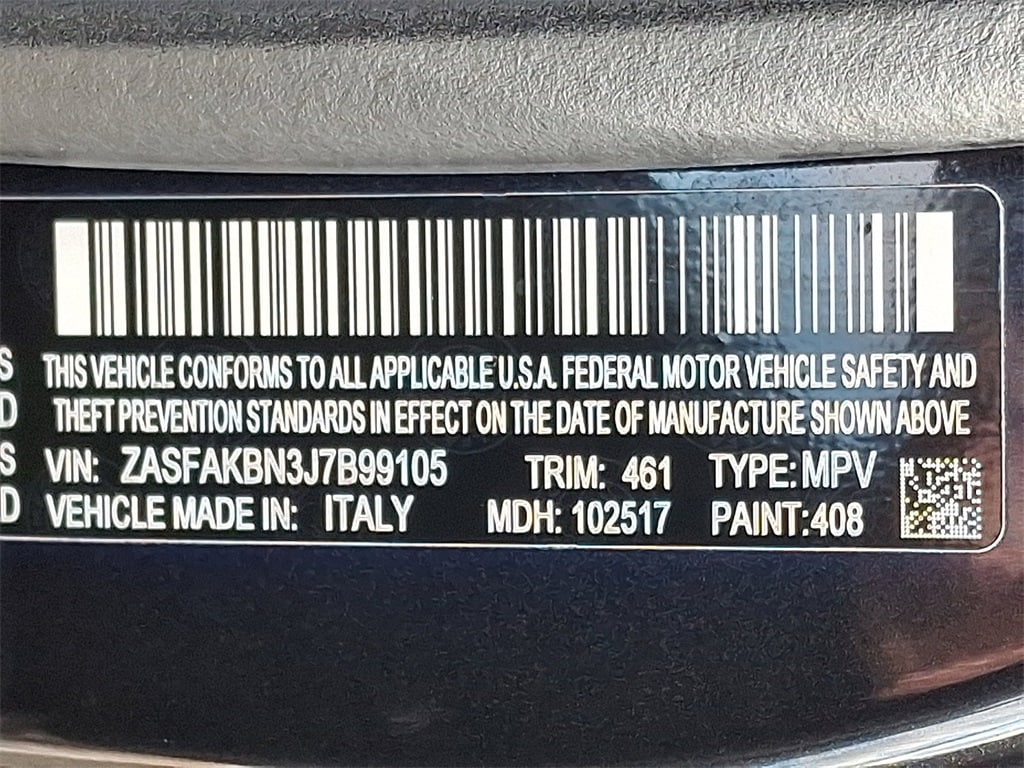 S
THIS VEHICLE CONFORMS TO ALL APPLICABLE U.S.A. FEDERAL MOTOR VEHICLE SAFETY AND
D
THEFT PREVENTION STANDARDS IN EFFECT ON THE DATE OF MANUFACTURE SHOWN ABOVE
S
VIN: ZASFAKBN3J7B99105 TRIM: 461 TYPE: MPV
D
VEHICLE MADE IN: ITALY MDH: 102517 PAINT: 408